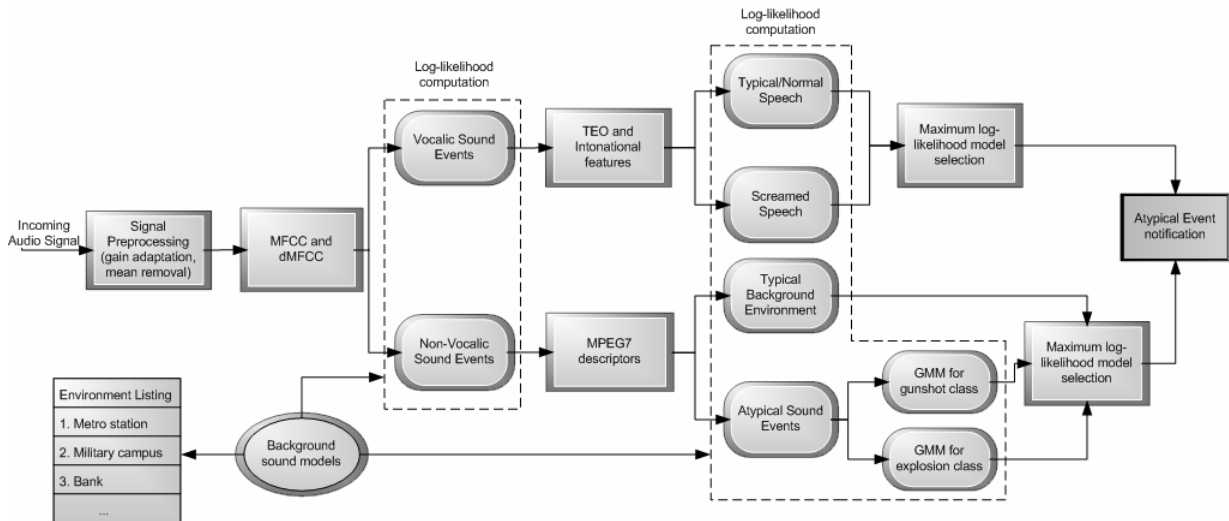 Log-likelihood
computation
Log-likelihood
computation
Vocalic Sound
Events
TEO and
Intonational
features
Typical/Normal
Speech
Maximum log-
likelihood model
selection
Screamed
Speech
Incoming
Audio Signal
Signal
Preprocessing
(gain adaptation,
mean removal)
MFCC and
dMFCC
Atypical Event
notification
Typical
Background
Environment
Non-Vocalic
Sound Events
MPEG7
descriptors
Maximum log-
likelihood model
selection
GMM for
gunshot class
Atypical Sound
Events
GMM for
explosion class
Background
sound models
Environment Listing
1. Metro station
2. Military campus
3. Bank
...